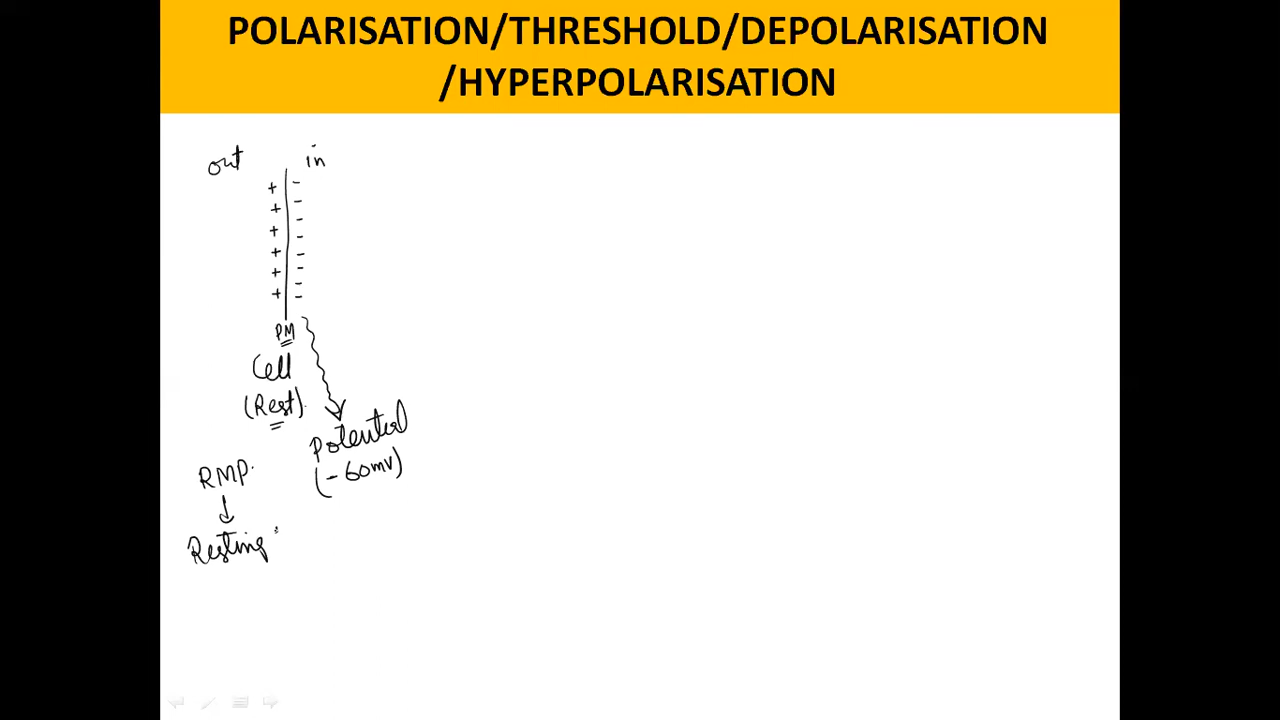 POLARISATION/THRESHOLD/DEPOLARISATION
/HYPERPOLARISATION
out in
+ -
+ -
+ -
+ -
+ -
+ -
+ -
-
PM
Cell
(Rest)
Potential
(-60mv)
RMP.
↓
Resting